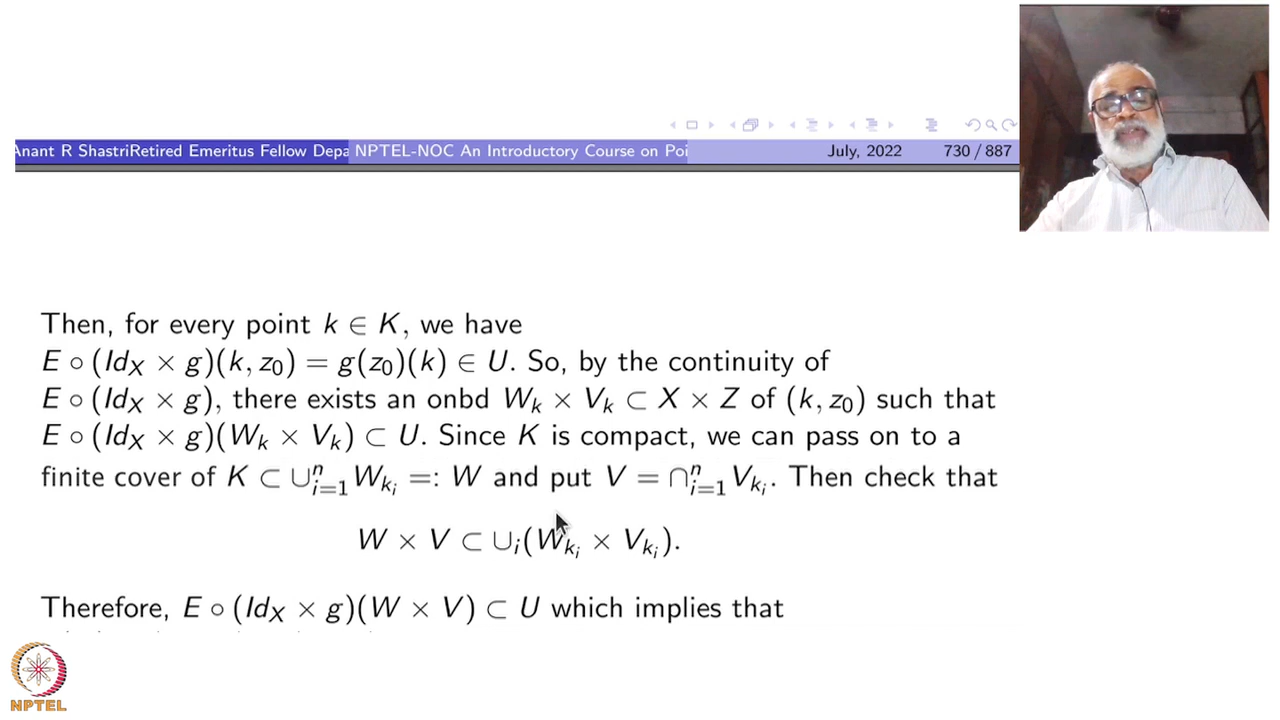 Anant R ShastriRetired Emeritus Fellow Depa NPTEL-NOC An Introductory Course on Poi July, 2022 730 / 887
Then, for every point k ∈ K, we have
E ∘ (Id_X × g)(k, z₀) = g(z₀)(k) ∈ U. So, by the continuity of
E ∘ (Id_X × g), there exists an onbd W_k × V_k ⊂ X × Z of (k, z₀) such that
E ∘ (Id_X × g)(W_k × V_k) ⊂ U. Since K is compact, we can pass on to a
finite cover of K ⊂ ∪_{i=1}^n W_{k_i} =: W and put V = ∩_{i=1}^n V_{k_i}. Then check that
W × V ⊂ ∪_i(W_{k_i} × V_{k_i}).
Therefore, E ∘ (Id_X × g)(W × V) ⊂ U which implies that
NPTEL